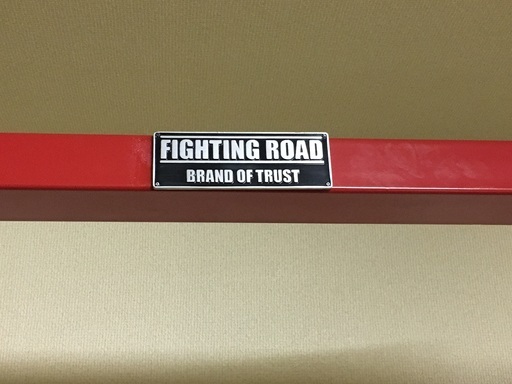 FIGHTING ROAD
BRAND OF TRUST